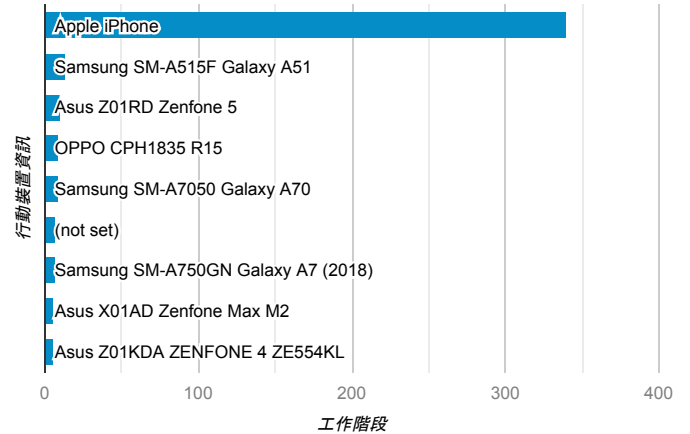 Apple iPhone
Samsung SM-A515F Galaxy A51
Asus Z01RD Zenfone 5
OPPO CPH1835 R15
Samsung SM-A7050 Galaxy A70
(not set)
Samsung SM-A750GN Galaxy A7 (2018)
Asus X01AD Zenfone Max M2
Asus Z01KDA ZENFONE 4 ZE554KL
行動裝置資訊
0 100 200 300 400
工作階段